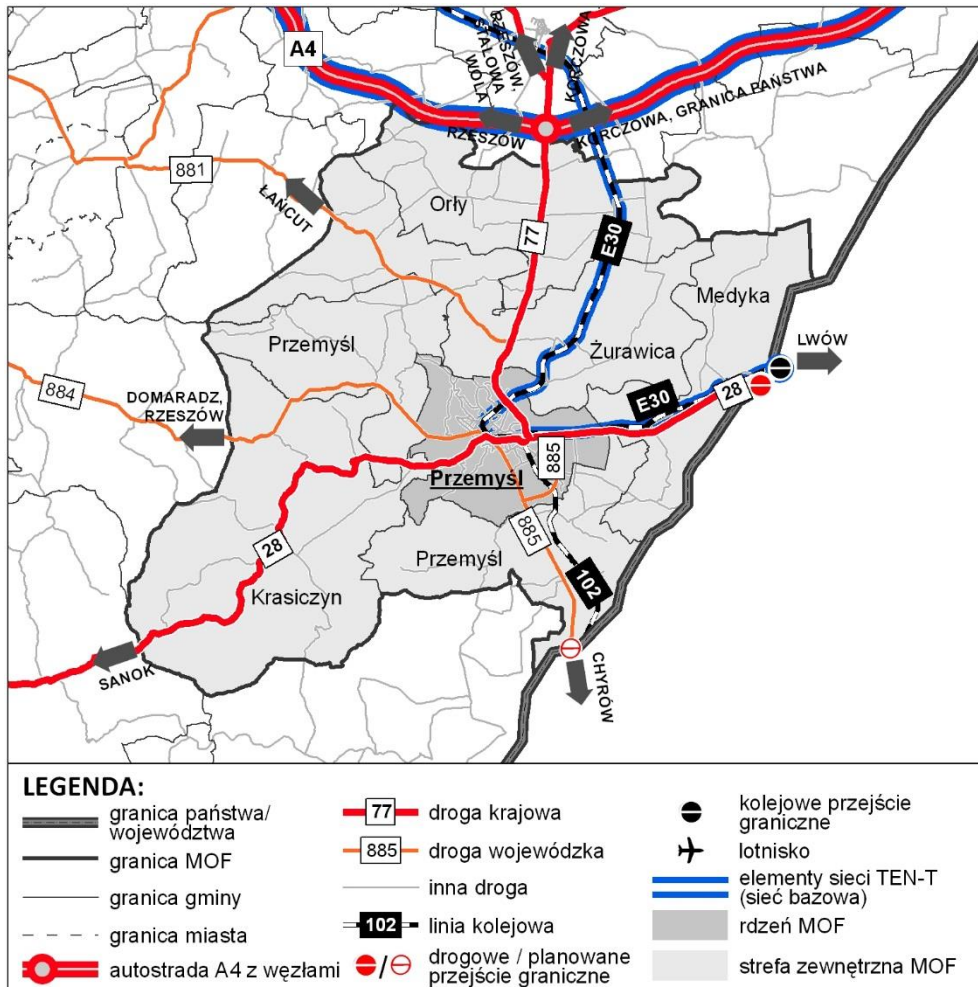 A4
RZESZÓW,
STALOWA
WOLA
KORCZOWA
RZESZÓW
KORCZOWA, GRANICA PAŃSTWA
881
ŁAŃCUT
Orły
77
E30
Medyka
Przemyśl
Żurawica
LWÓW
884
DOMARADZ,
RZESZÓW
E30
28
885
Przemyśl
885
Przemyśl
28
102
Krasiczyn
SANOK
CHYRÓW
LEGENDA:
granica państwa/
województwa
granica MOF
granica gminy
granica miasta
autostrada A4 z węzłami
77 droga krajowa
885 droga wojewódzka
inna droga
102 linia kolejowa
drogowe / planowane
przejście graniczne
kolejowe przejście
graniczne
lotnisko
elementy sieci TEN-T
(sieć bazowa)
rdzeń MOF
strefa zewnętrzna MOF